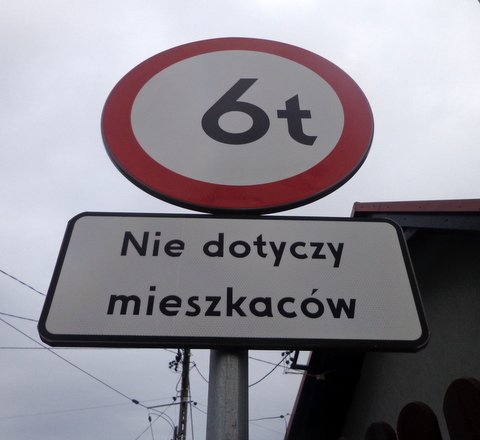 6t
Nie dotyczy
mieszkaców